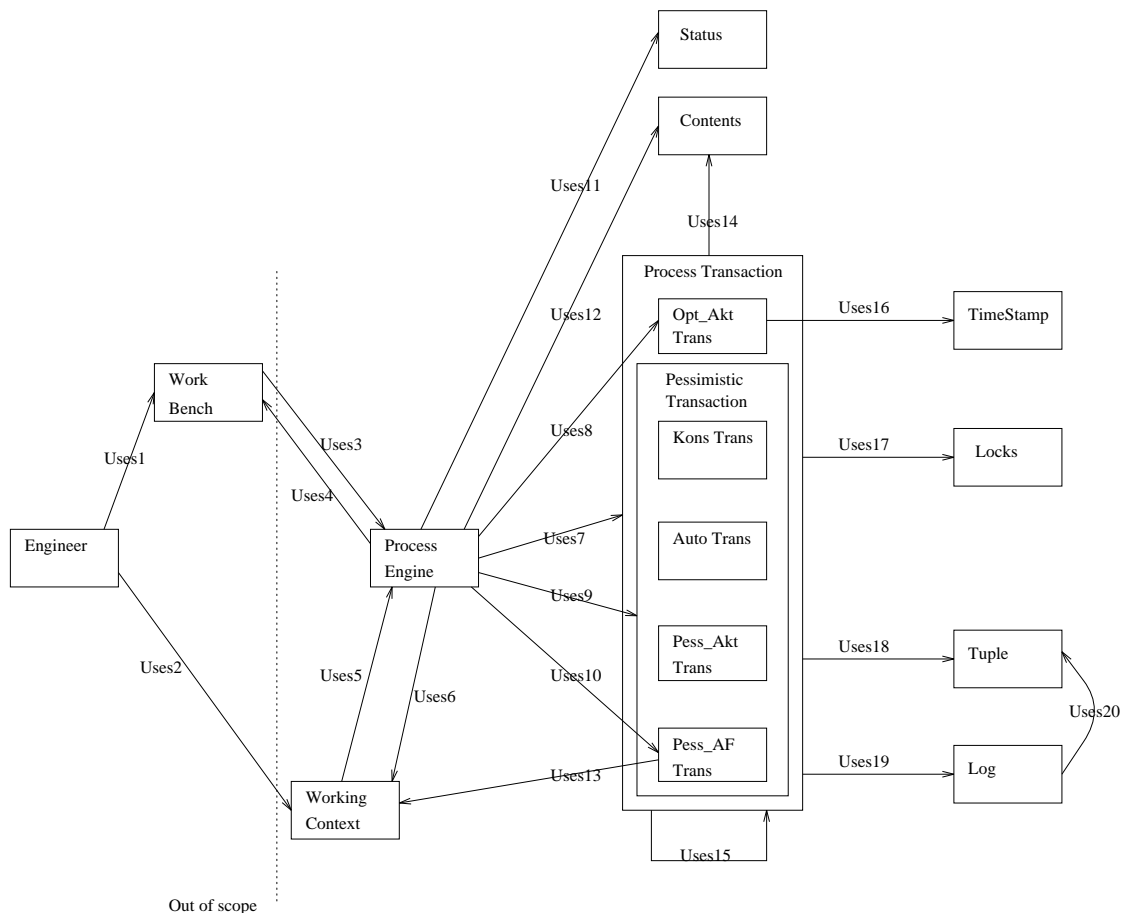 Status
Contents
Uses11
Uses14
Process Transaction
Uses12
Opt_Akt
Trans
Uses16
TimeStamp
Work
Bench
Pessimistic
Transaction
Uses3
Uses8
Kons Trans
Uses17
Locks
Uses1
Uses4
Engineer
Process
Engine
Uses7
Auto Trans
Uses9
Uses2
Uses5
Uses6
Uses10
Pess_Akt
Trans
Uses18
Tuple
Uses20
Pess_AF
Trans
Uses13
Uses19
Log
Working
Context
Uses15
Out of scope